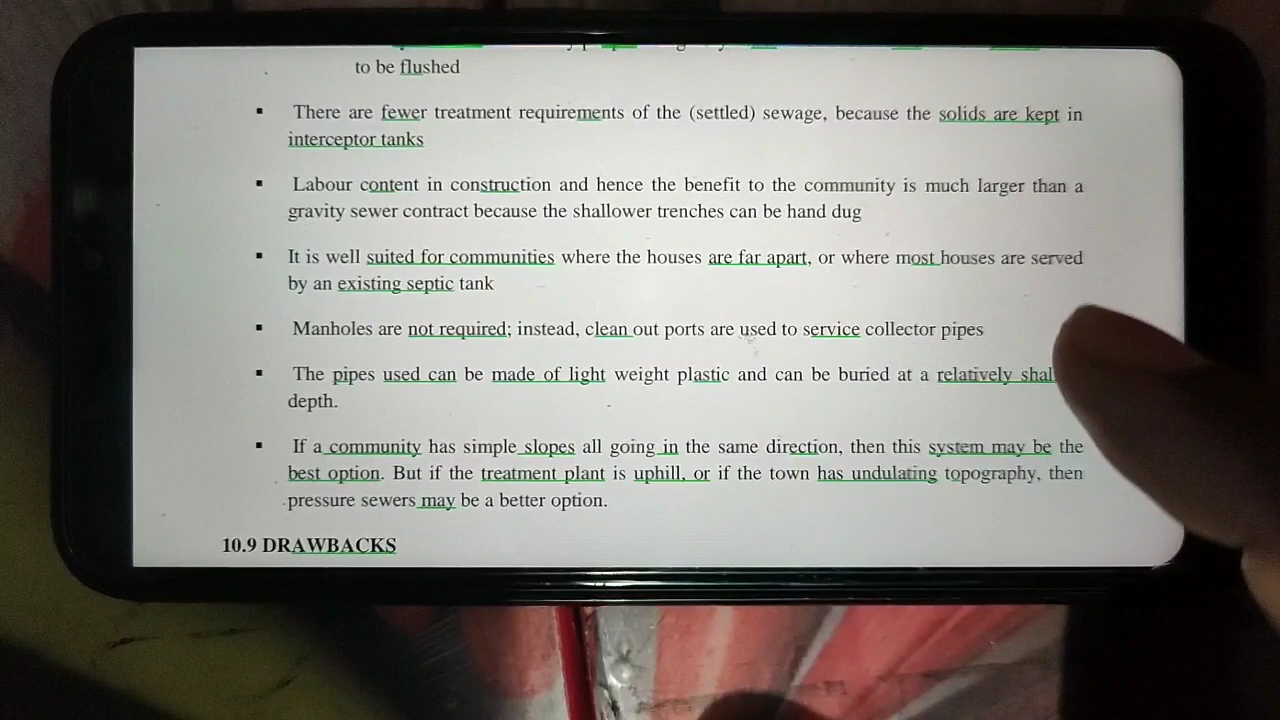 to be flushed
▪ There are fewer treatment requirements of the (settled) sewage, because the solids are kept in
interceptor tanks
▪ Labour content in construction and hence the benefit to the community is much larger than a
gravity sewer contract because the shallower trenches can be hand dug
▪ It is well suited for communities where the houses are far apart, or where most houses are served
by an existing septic tank
▪ Manholes are not required; instead, clean out ports are used to service collector pipes
▪ The pipes used can be made of light weight plastic and can be buried at a relatively
depth.
▪ If a community has simple slopes all going in the same direction, then this system may be the
best option. But if the treatment plant is uphill, or if the town has undulating topography, then
pressure sewers may be a better option.
10.9 DRAWBACKS